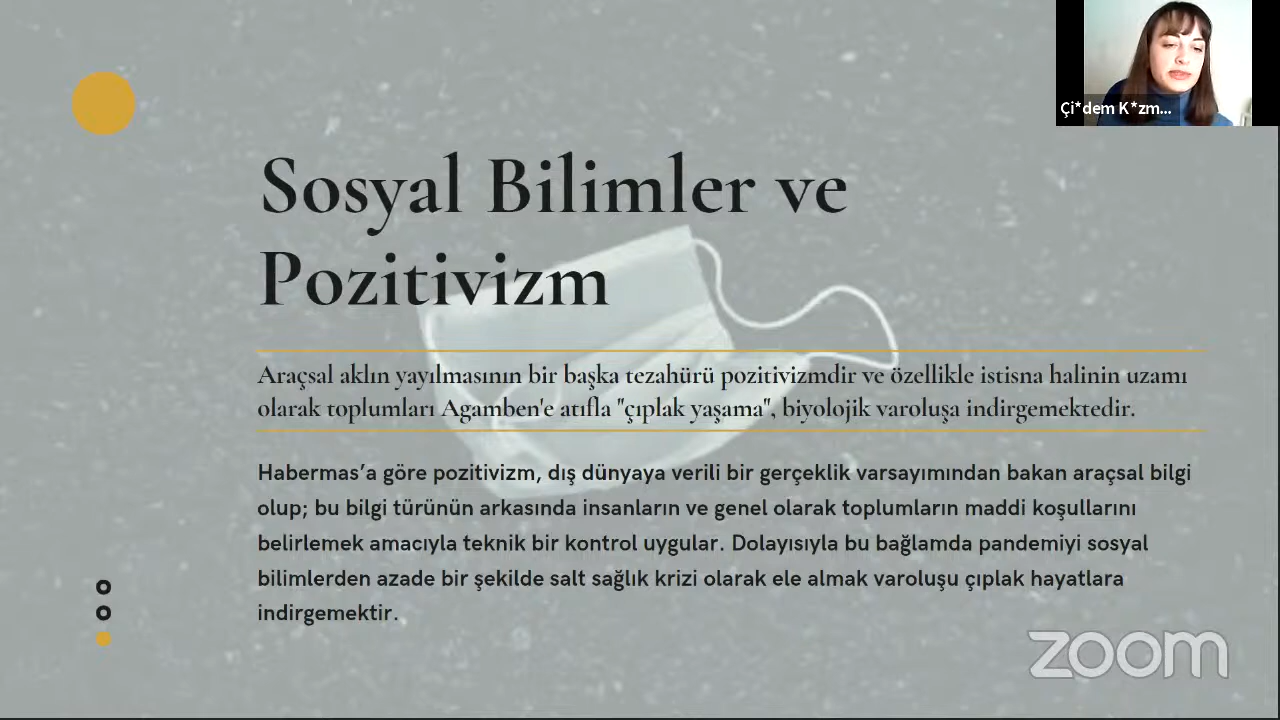 Çi*dem K*zm...
Sosyal Bilimler ve
Pozitivizm
Araçsal aklın yayılmasının bir başka tezahürü pozitivizmdir ve özellikle istisna halinin uzamı
olarak toplumları Agamben'e atıfla "çıplak yaşama", biyolojik varoluşa indirgemektedir.
Habermas’a göre pozitivizm, dış dünyaya verili bir gerçeklik varsayımından bakan araçsal bilgi
olup; bu bilgi türünün arkasında insanların ve genel olarak toplumların maddi koşullarını
belirlemek amacıyla teknik bir kontrol uygular. Dolayısıyla bu bağlamda pandemiyi sosyal
bilimlerden azade bir şekilde salt sağlık krizi olarak ele almak varoluşu çıplak hayatlara
indirgemektir.
zoom